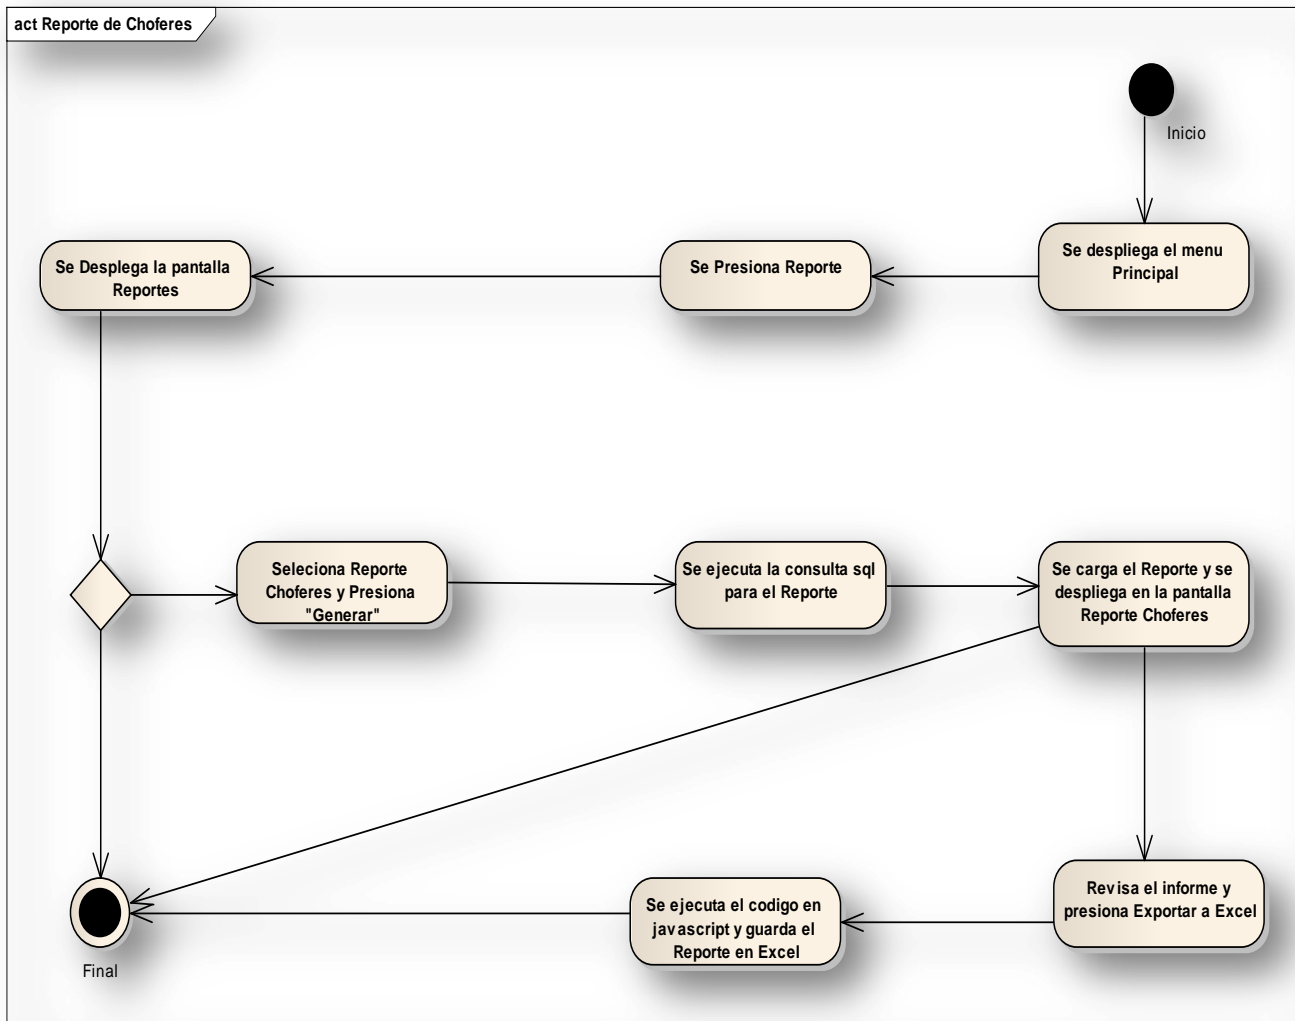 act Reporte de Choferes
Inicio
Se despliega el menu
Principal
Se Presiona Reporte
Se Desplega la pantalla
Reportes
Seleciona Reporte
Choferes y Presiona
"Generar"
Se ejecuta la consulta sql
para el Reporte
Se carga el Reporte y se
despliega en la pantalla
Reporte Choferes
Revisa el informe y
presiona Exportar a Excel
Se ejecuta el codigo en
javascript y guarda el
Reporte en Excel
Final